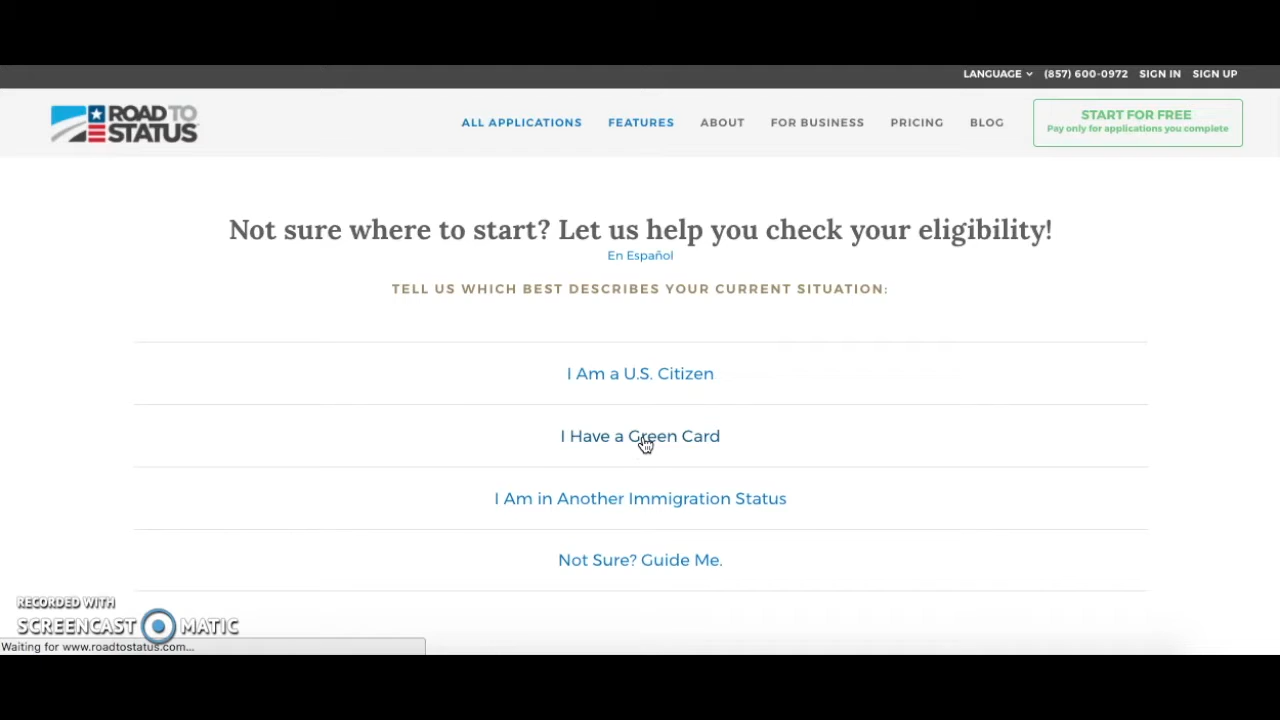 LANGUAGE (857) 600-0972 SIGN IN SIGN UP
ROAD TO
STATUS
ALL APPLICATIONS FEATURES ABOUT FOR BUSINESS PRICING BLOG
START FOR FREE
Pay only for applications you complete
Not sure where to start? Let us help you check your eligibility!
En Español
TELL US WHICH BEST DESCRIBES YOUR CURRENT SITUATION:
I Am a U.S. Citizen
I Have a Green Card
I Am in Another Immigration Status
Not Sure? Guide Me.
RECORDED WITH
SCREENCAST MATIC
Waiting for www.roadtostatus.com...